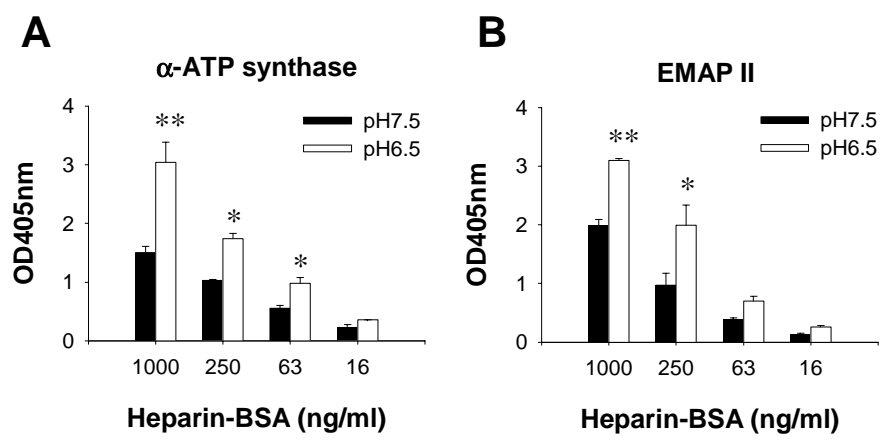 A
α-ATP synthase
OD405nm
4
3
2
1
0
pH7.5
pH6.5
**
*
*
1000 250 63 16
Heparin-BSA (ng/ml)
B
EMAP II
OD405nm
4
3
2
1
0
pH7.5
pH6.5
**
*
1000 250 63 16
Heparin-BSA (ng/ml)